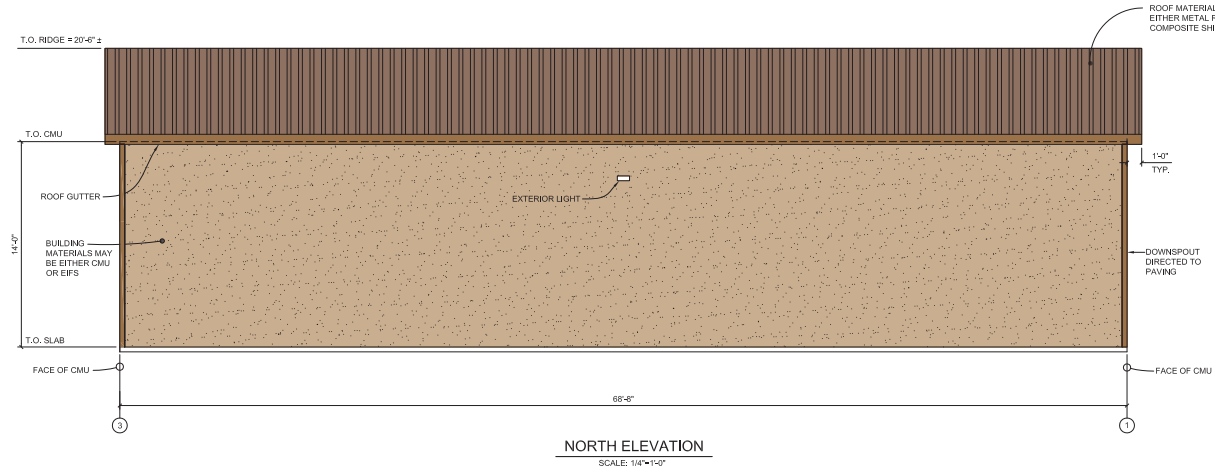 ROOF MATERIAL
EITHER METAL R
COMPOSITE SHI
T.O. RIDGE = 20'-6" ±
T.O. CMU
1'-0"
TYP.
ROOF GUTTER
EXTERIOR LIGHT
14'-0"
BUILDING
MATERIALS MAY
BE EITHER CMU
OR EIFS
DOWNSPOUT
DIRECTED TO
PAVING
T.O. SLAB
FACE OF CMU
FACE OF CMU
68'-8"
3
1
NORTH ELEVATION
SCALE: 1/4"=1'-0"